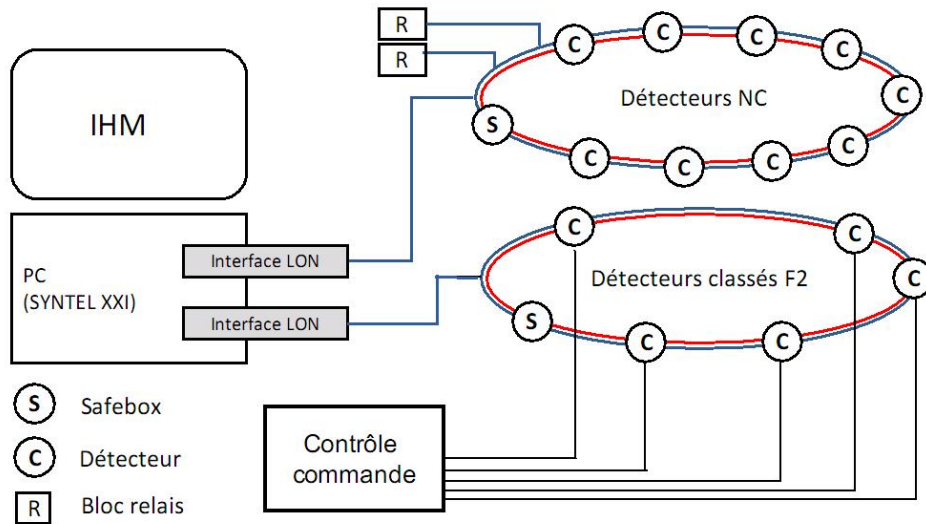 R
R
C
C
C
C
C
IHM
Détecteurs NC
S
C
C
C
C
PC
(SYNTEL XXI)
Interface LON
Interface LON
C
C
Détecteurs classés F2
C
S
C
C
S
Safebox
C
Détecteur
R
Bloc relais
Contrôle
commande